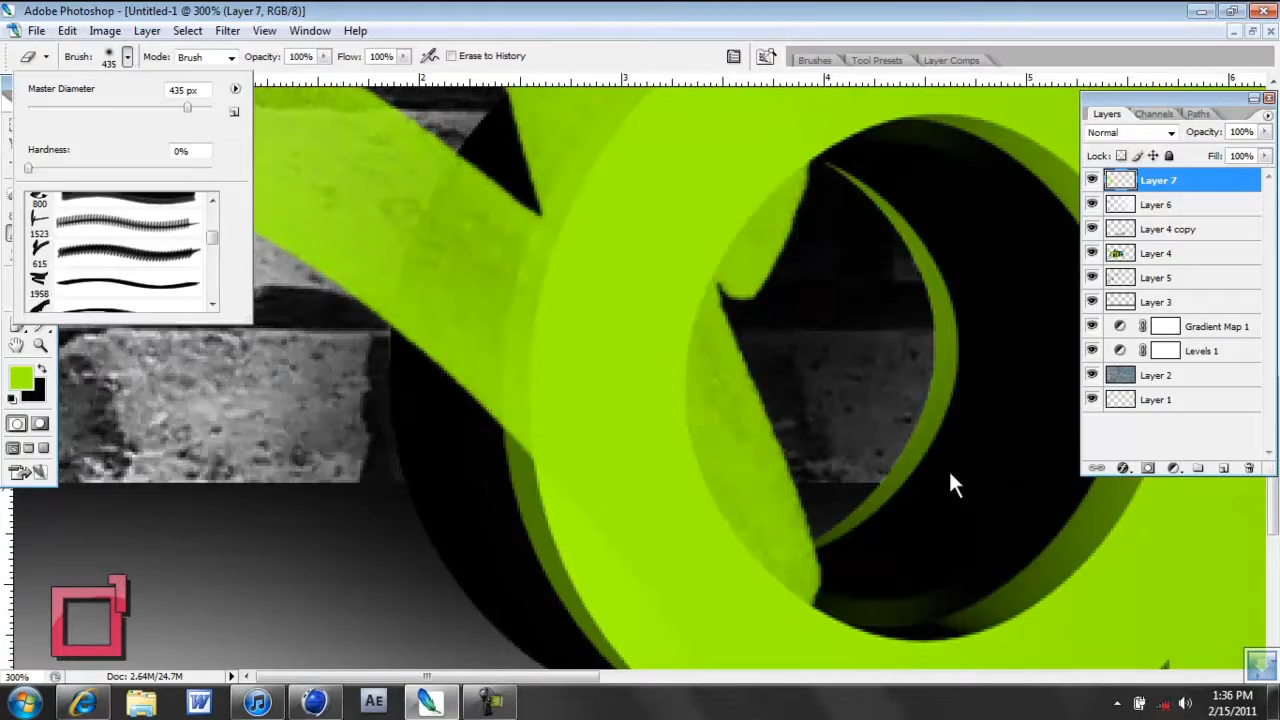 Adobe Photoshop - [Untitled-1 @ 300% (Layer 7, RGB/8)]
File Edit Image Layer Select Filter View Window Help
Brush: 435 Mode: Brush Opacity: 100% Flow: 100% Erase to History Brushes Tool Presets Layer Comps
Master Diameter 435 px
Hardness: 0%
800
1523
615
1958
2 3 4 5 6
Layers Channels Paths
Normal Opacity: 100%
Lock: Fill: 100%
Layer 7
Layer 6
Layer 4 copy
Layer 4
Layer 5
Layer 3
Gradient Map 1
Levels 1
Layer 2
Layer 1
300% Doc: 2.64M/24.7M
W Ae 1:36 PM
2/15/2011